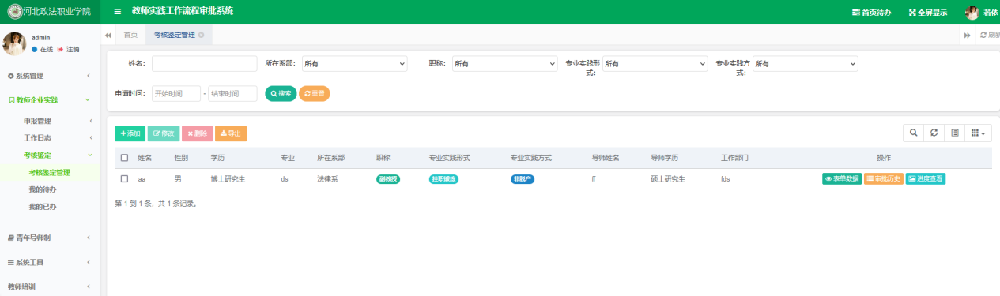 河北政法职业学院
教师实践工作流程审批系统
首页待办
全屏显示
若依
admin
在线 注销
首页
考核鉴定管理
刷新
系统管理
教师企业实践
申报管理
工作日志
考核鉴定
考核鉴定管理
我的待办
我的已办
青年导师制
系统工具
教师培训
姓名：
所在系部： 所有
职称： 所有
专业实践形式： 所有
专业实践方式： 所有
申请时间： 开始时间 - 结束时间 搜索 重置
添加 修改 删除 导出
姓名 性别 学历 专业 所在系部 职称 专业实践形式 专业实践方式 导师姓名 导师学历 工作部门 操作
aa 男 博士研究生 ds 法律系 副教授 挂职锻炼 非脱产 ff 硕士研究生 fds 表单数据 审批历史 进度查看
第 1 到 1 条，共 1 条记录。